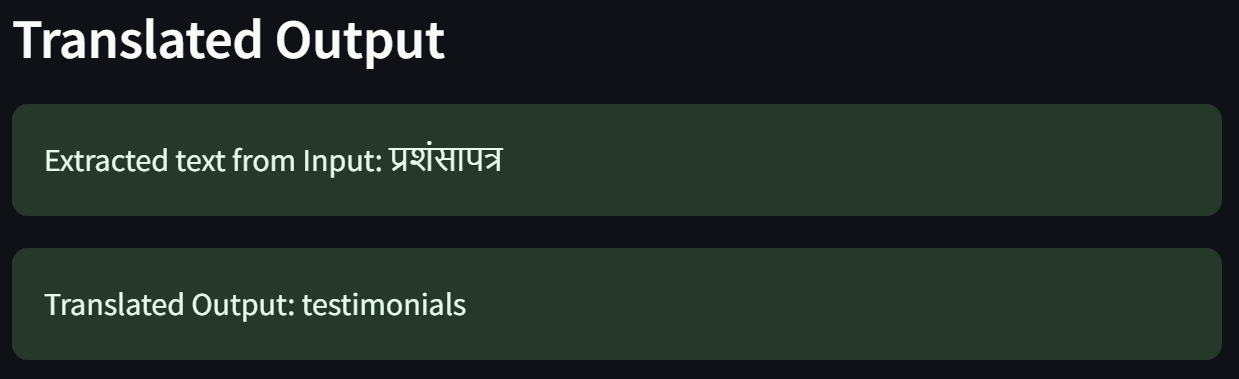 Translated Output
Extracted text from Input: प्रशंसापत्र
Translated Output: testimonials